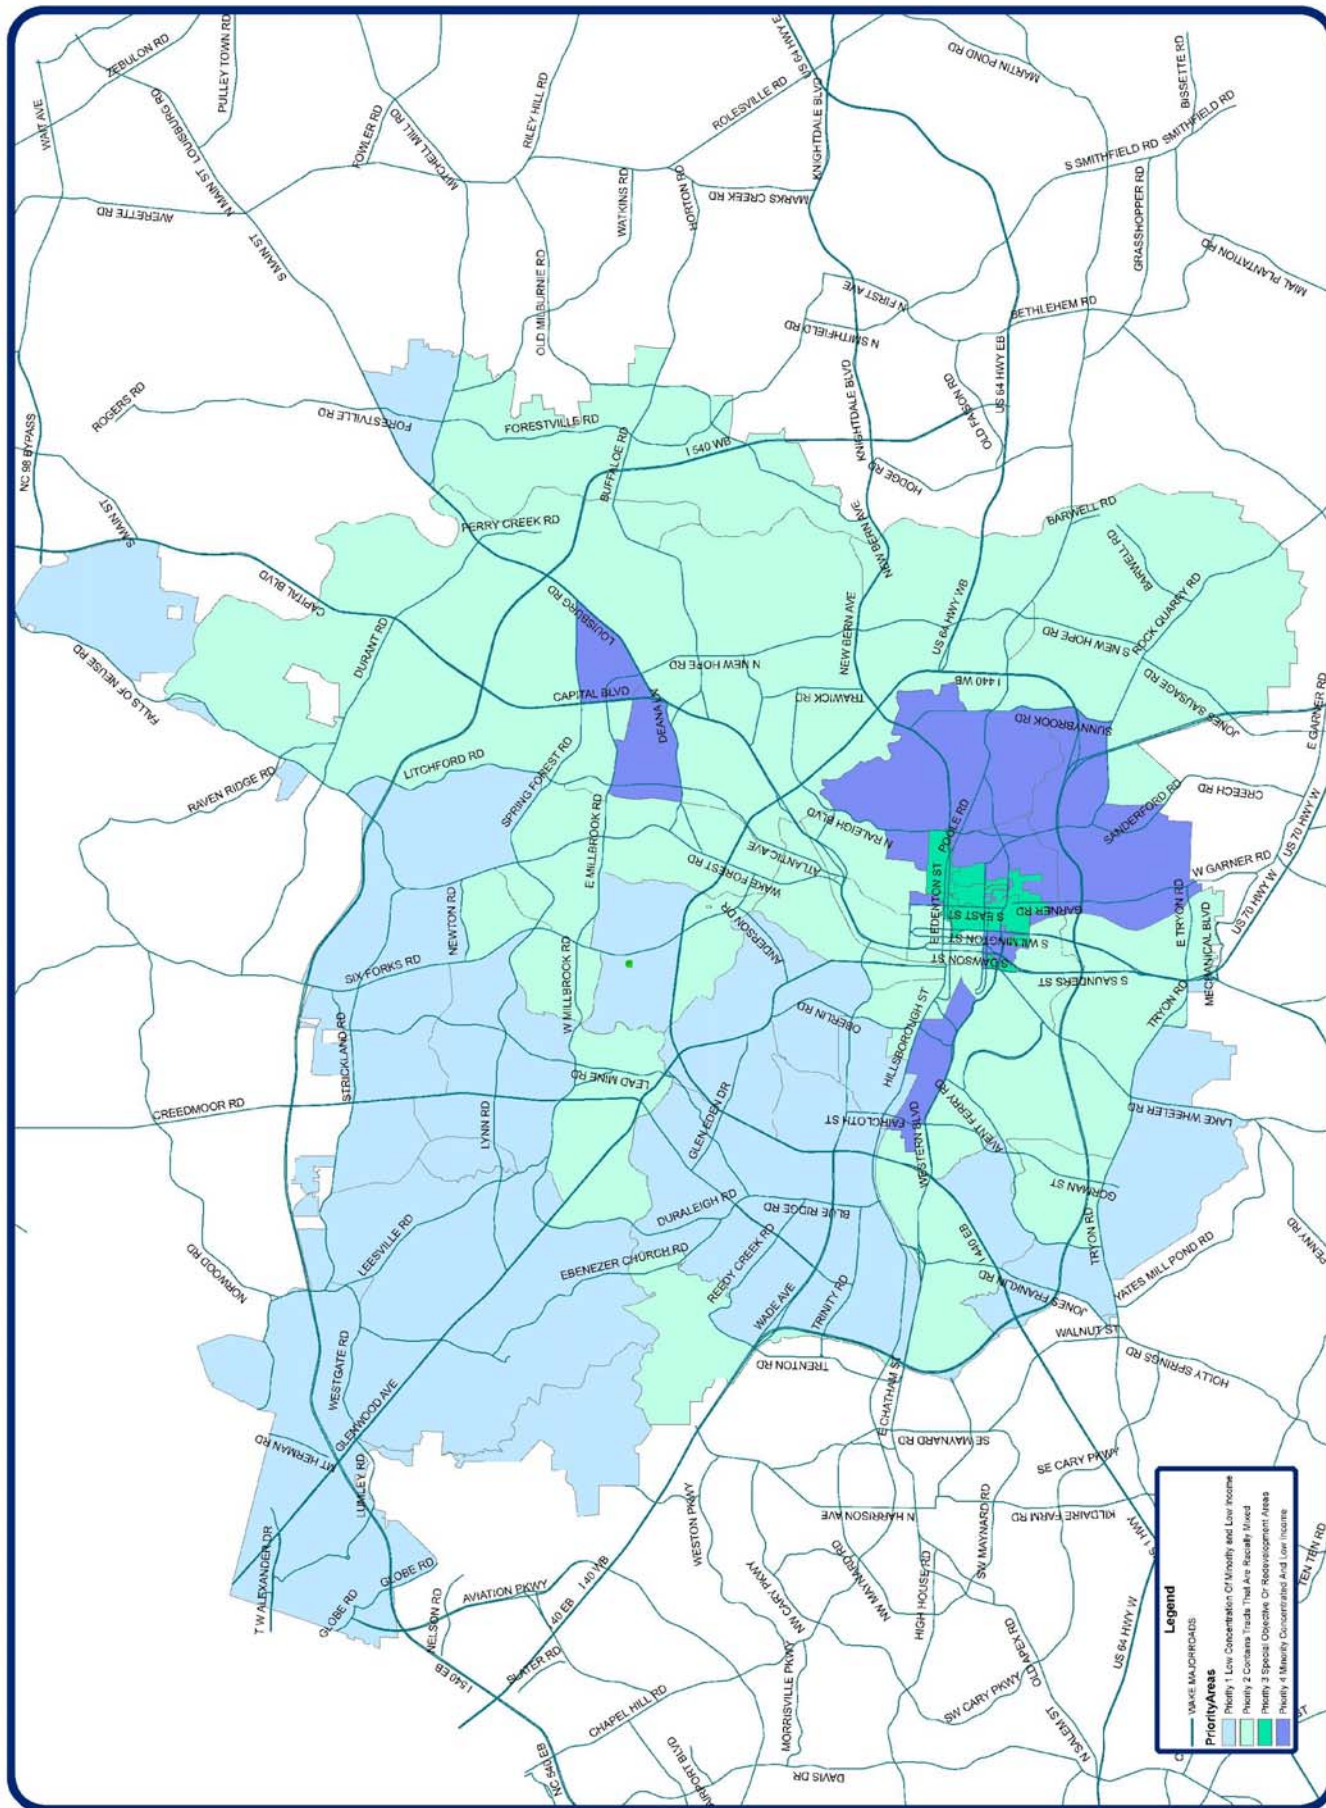 WAIT AVE
ZEBULON RD
PULLEY TOWN RD
N MAIN ST LOUISBURG RD
FOWLER RD
MITCHELL MILL RD
RILEY HILL RD
ROLESVILLE RD
US 64 HWY E
KNIGHTDALE BLVD
MARTIN POND RD
BISSETTE RD
AVERETTE RD
S MAIN ST
OLD MILBURNIE RD
WATKINS RD
HORTON RD
MARKS CREEK RD
S SMITHFIELD RD
SMITHFIELD RD
GRASSHOPPER RD
MIAL PLANTATION RD
N FIRST AVE
N SMITHFIELD RD
BETHLEHEM RD
NC 98 BYPASS
ROGERS RD
FORESTVILLE RD
FORESTVILLE RD
BUFFALOE RD
I 540 WB
KNIGHTDALE BLVD
HODGE RD
OLD FAISON RD
US 64 HWY EB
S MAIN ST
PERRY CREEK RD
NEW BERN AVE
BARWELL RD
BARWELL RD
CAPITAL BLVD
LOUISBURG RD
US 64 HWY WB
NEW BERN AVE
ROCK QUARRY RD
S NEW HOPE RD
FALLS OF NEUSE RD
DURANT RD
N NEW HOPE RD
CAPITAL BLVD
DEANA LN
TRAWICK RD
I 440 WB
SUNNYBROOK RD
JONES SAUSAGE RD
E GARNER RD
RAVEN RIDGE RD
LITCHFORD RD
SPRING FOREST RD
E MILLBROOK RD
N RALEIGH BLVD
POOLE RD
SANDERFORD RD
CREECH RD
US 70 HWY W
WAKE FOREST RD
ATLANTIC AVE
E EDENTON ST
S EAST ST
GARNER RD
W GARNER RD
US 70 HWY W
NEWTON RD
SIX FORKS RD
W MILLBROOK RD
ANDERSON DR
S WILMINGTON ST
S DAWSON ST
S SAUNDERS ST
E TRYON RD
MECHANICAL BLVD
TRYON RD
STRICKLAND RD
LEAD MINE RD
OBERLIN RD
HILLSBOROUGH ST
CREEDMOOR RD
LYNN RD
GLEN EDEN DR
FAIRCLOTH ST
WESTERN BLVD
AVENT FERRY RD
LAKE WHEELER RD
GORMAN ST
NORWOOD RD
LEESVILLE RD
DURALEIGH RD
BLUE RIDGE RD
EBENEZER CHURCH RD
REEDY CREEK RD
I 440 EB
TRYON RD
YATES MILL POND RD
PENNY RD
WADE AVE
TRINITY RD
JONES FRANKLIN RD
WESTGATE RD
TRENTON RD
WALNUT ST
HOLLY SPRINGS RD
GLENWOOD AVE
E CHATHAM ST
MT HERMAN RD
LUMLEY RD
SE MAYNARD RD
SE CARY PKWY
T W ALEXANDER DR
GLOBE RD
GLOBE RD
WESTON PKWY
N HARRISON AVE
KILDAIRE FARM RD
NELSON RD
AVIATION PKWY
I 40 WB
40 EB
NW CARY PKWY
NW MAYNARD RD
SW MAYNARD RD
HIGH HOUSE RD
TEN TEN RD
I 540 EB
SLATER RD
CHAPEL HILL RD
MORRISVILLE PKWY
SW CARY PKWY
OLD APEX RD
US 64 HWY W
NC 540 EB
AIRPORT BLVD
DAVIS DR
N SALEM ST
Legend
WAKE MAJORROADS
PriorityAreas
Priority 1 Low Concentration Of Minority and Low Income
Priority 2 Contains Tracts That Are Racially Mixed
Priority 3 Special Objective Or Redevelopment Areas
Priority 4 Minority Concentrated And Low Income